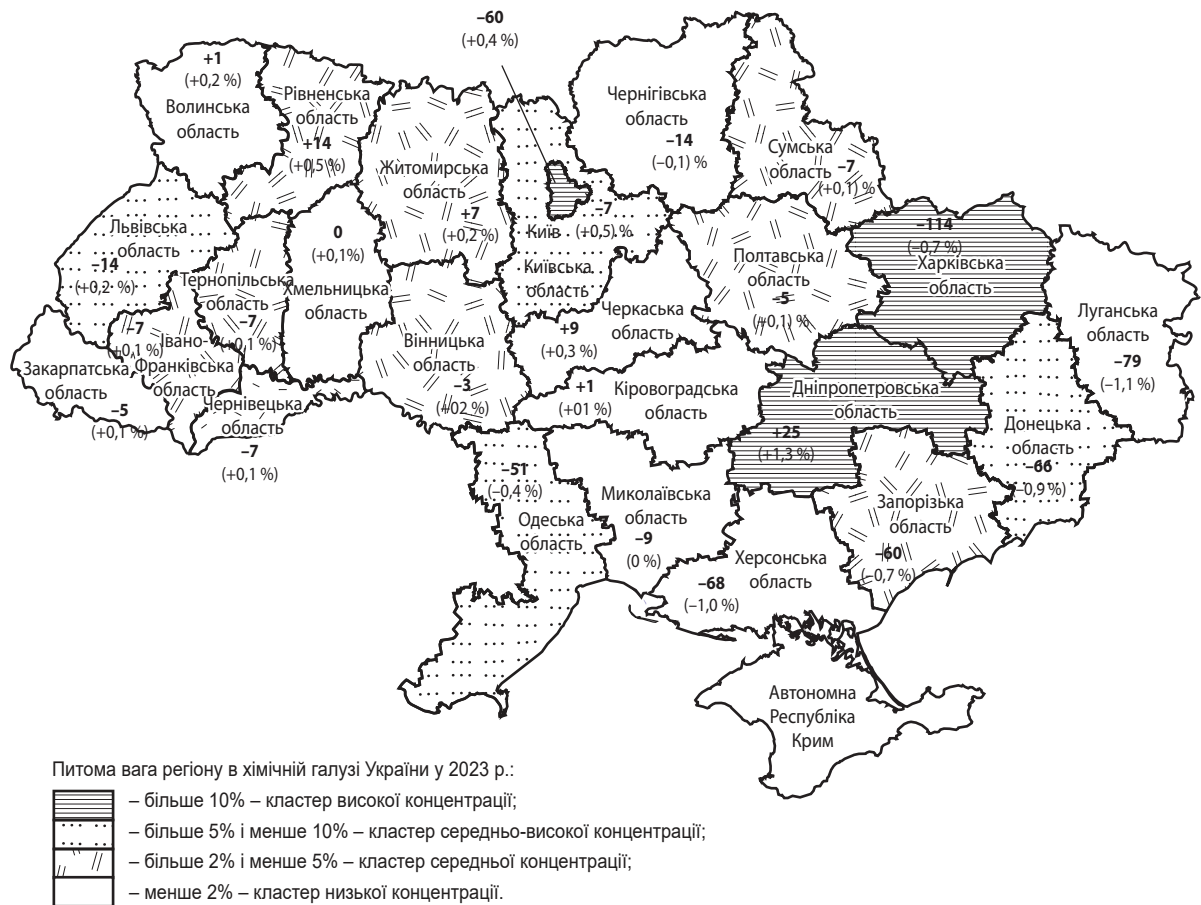 –60
(+0,4 %)
+1
(+0,2 %)
Волинська
область
Рівненська
область
+14
(+0,5 %)
Житомирська
область
+7
(+0,2 %)
Чернігівська
область
–14
(–0,1) %
Сумська
область
–7
(+0,1) %
Київ
–7
(+0,5) %
Київська
область
Львівська
область
–14
(+0,2 %)
Тернопільська
область
–7
(+0,1 %)
0
(+0,1%)
Хмельницька
область
Вінницька
область
–3
(+02 %)
Черкаська
область
+9
(+0,3 %)
Полтавська
область
–5
(+0,1) %
–114
(–0,7 %)
Харківська
область
Луганська
область
–79
(–1,1 %)
–7
(+0,1 %)
Івано-
Франківська
область
Закарпатська
область
–5
(+0,1 %)
Чернівецька
область
–7
(+0,1 %)
+1
(+01 %)
Кіровоградська
область
Дніпропетровська
область
+25
(+1,3 %)
Донецька
область
–66
(–0,9 %)
–51
(–0,4 %)
Одеська
область
Миколаївська
область
–9
(0 %)
Запорізька
область
–60
(–0,7 %)
Херсонська
область
–68
(–1,0 %)
Автономна
Республіка
Крим
Питома вага регіону в хімічній галузі України у 2023 р.:
– більше 10% – кластер високої концентрації;
– більше 5% і менше 10% – кластер середньо-високої концентрації;
– більше 2% і менше 5% – кластер середньої концентрації;
– менше 2% – кластер низької концентрації.